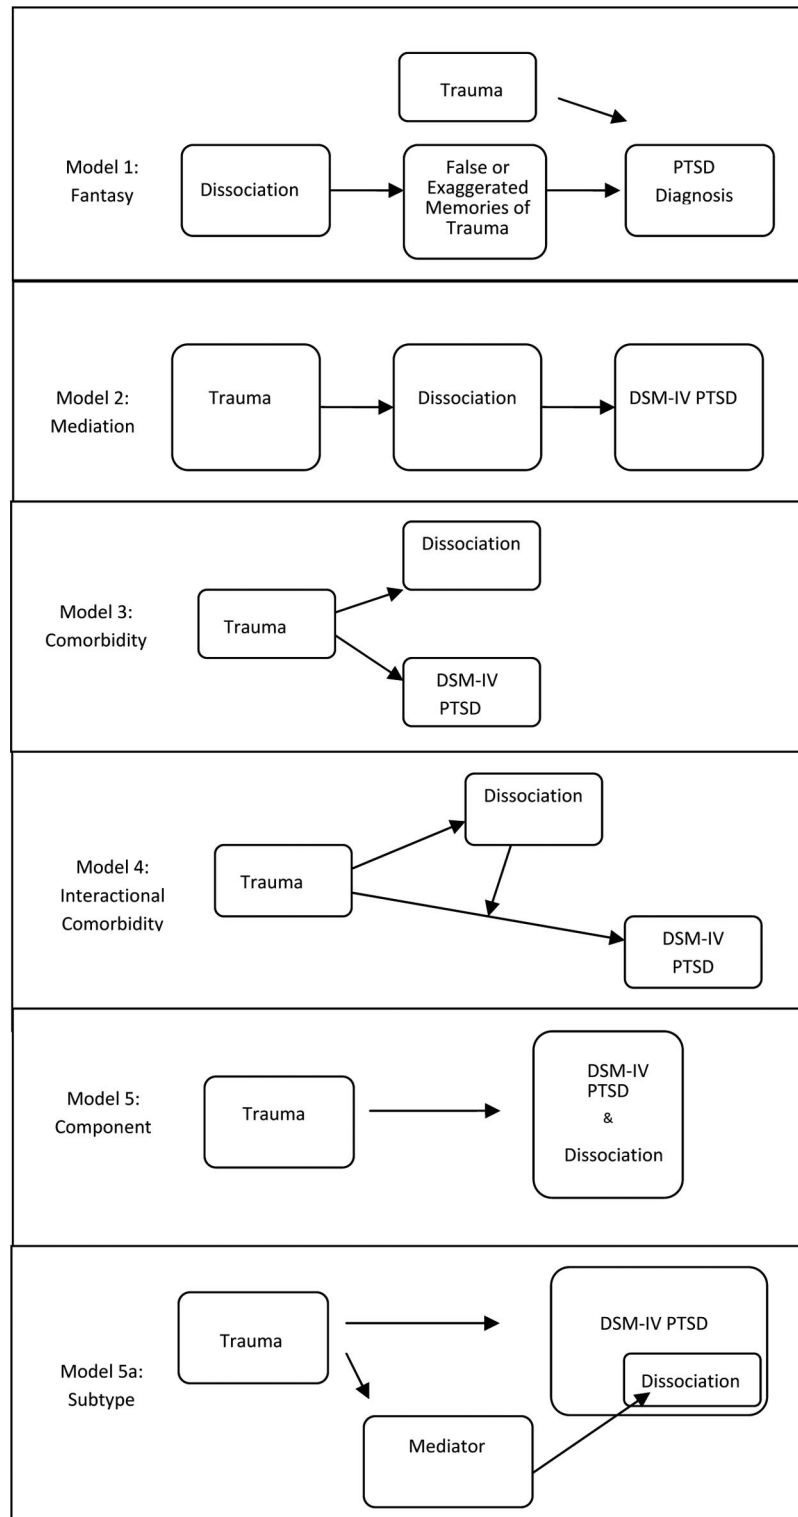 Trauma
Model 1:
Fantasy
Dissociation
False or
Exaggerated
Memories of
Trauma
PTSD
Diagnosis
Model 2:
Mediation
Trauma
Dissociation
DSM-IV PTSD
Model 3:
Comorbidity
Trauma
Dissociation
DSM-IV
PTSD
Model 4:
Interactional
Comorbidity
Trauma
Dissociation
DSM-IV
PTSD
Model 5:
Component
Trauma
DSM-IV
PTSD
&
Dissociation
Model 5a:
Subtype
Trauma
DSM-IV PTSD
Dissociation
Mediator